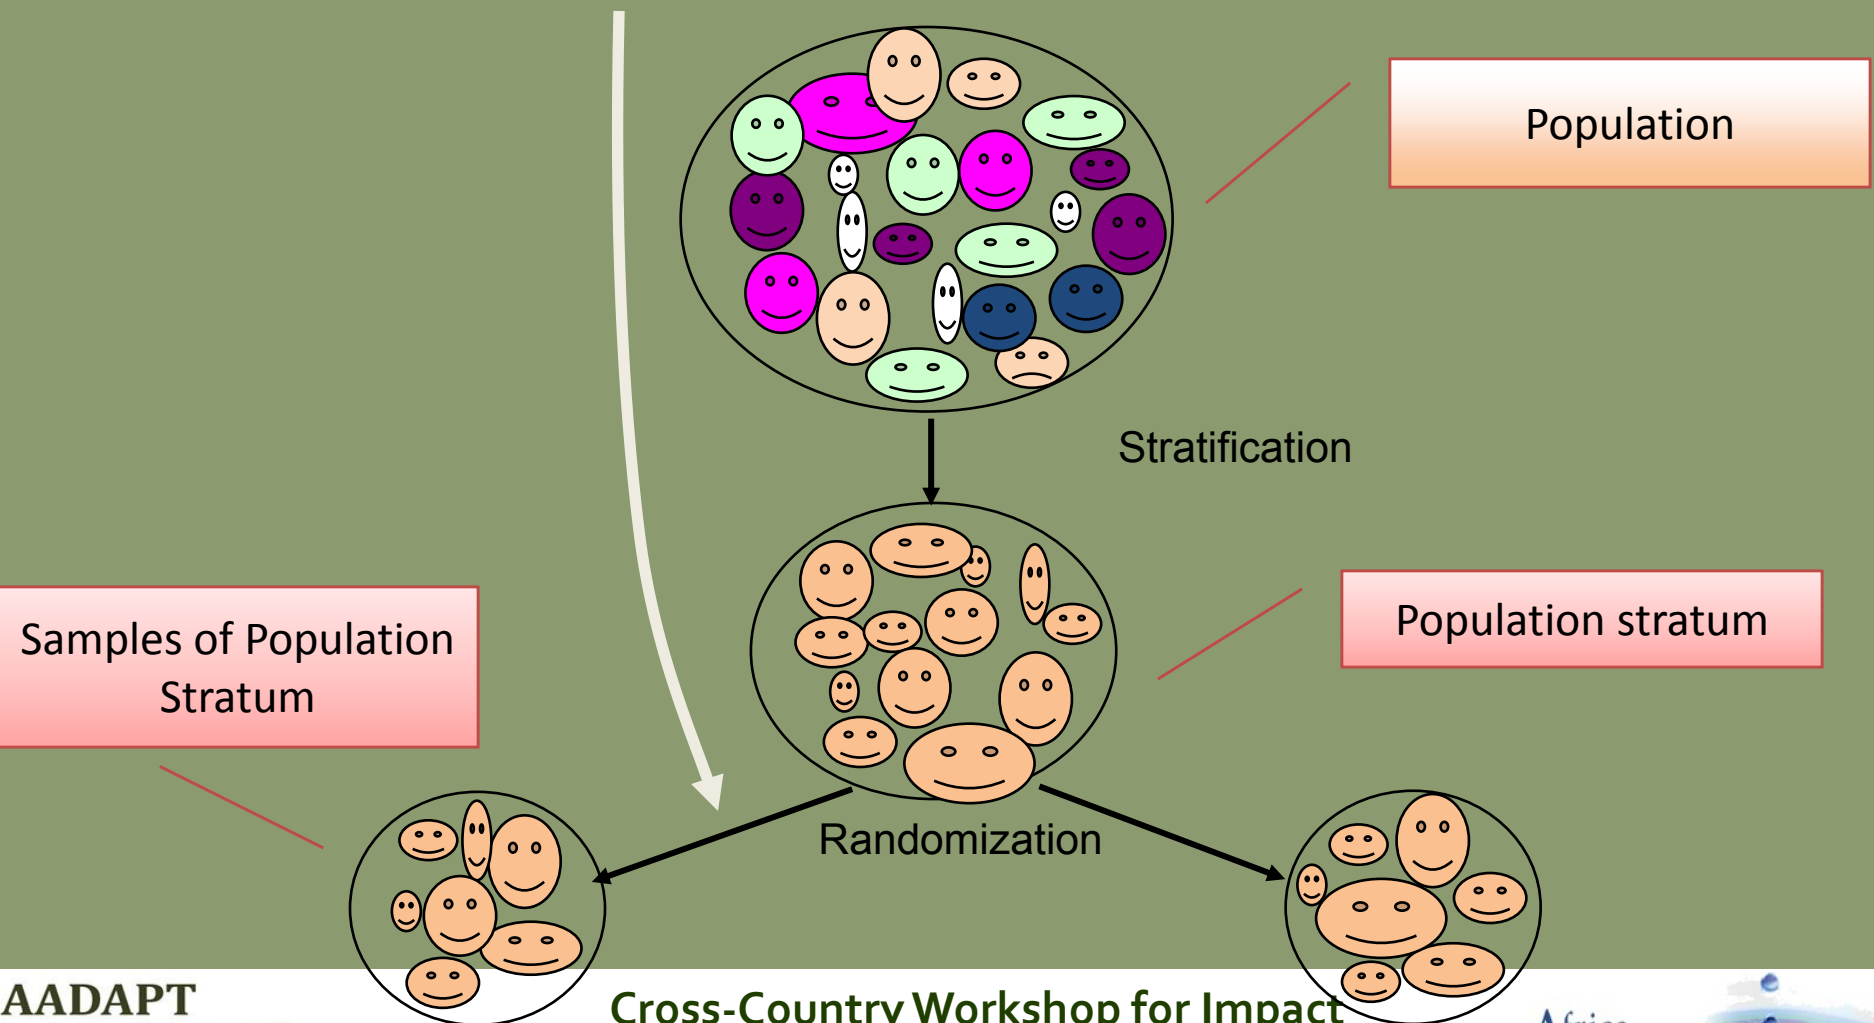 Population
Stratification
Samples of Population
Stratum
Population stratum
Randomization
AADAPT
Cross-Country Workshop for Impact